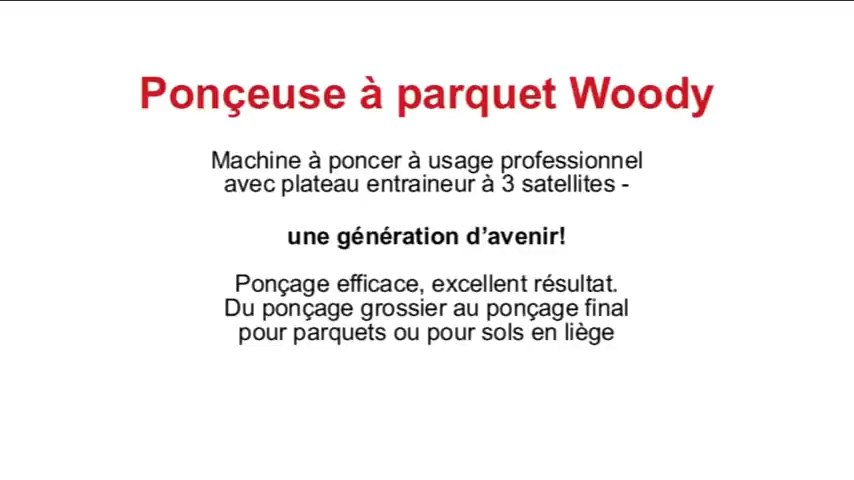 Ponçeuse à parquet Woody
Machine à poncer à usage professionnel
avec plateau entraineur à 3 satellites -
une génération d’avenir!
Ponçage efficace, excellent résultat.
Du ponçage grossier au ponçage final
pour parquets ou pour sols en liège